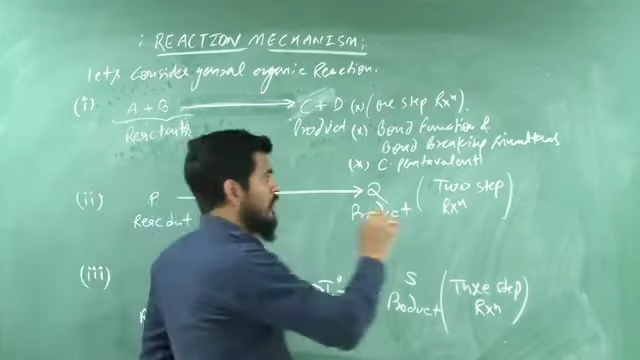 : REACTION MECHANISM:
Let's Consider general organic Reaction.
(i) A + B ⟶ C + D (x) (one step Rxⁿ).
Reactants Product (x) Bond Formation &
Bond Breaking
(x) C. pentavalent
(ii) P ⟶ Q (Two step
Reactant Product Rxⁿ)
(iii) S (Three step
Product Rxⁿ)